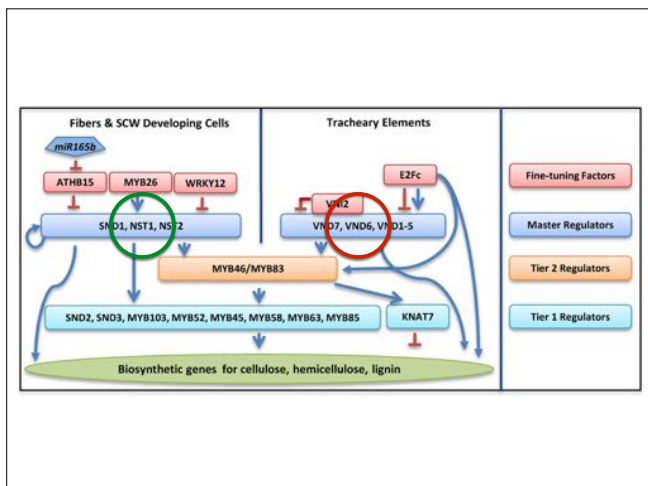 Fibers & SCW Developing Cells
Tracheary Elements
miR165b
ATHB15
MYB26
WRKY12
SND1, NST1, NST2
E2Fc
VNI2
VND7, VND6, VND1-5
MYB46/MYB83
SND2, SND3, MYB103, MYB52, MYB45, MYB58, MYB63, MYB85
KNAT7
Biosynthetic genes for cellulose, hemicellulose, lignin
Fine-tuning Factors
Master Regulators
Tier 2 Regulators
Tier 1 Regulators